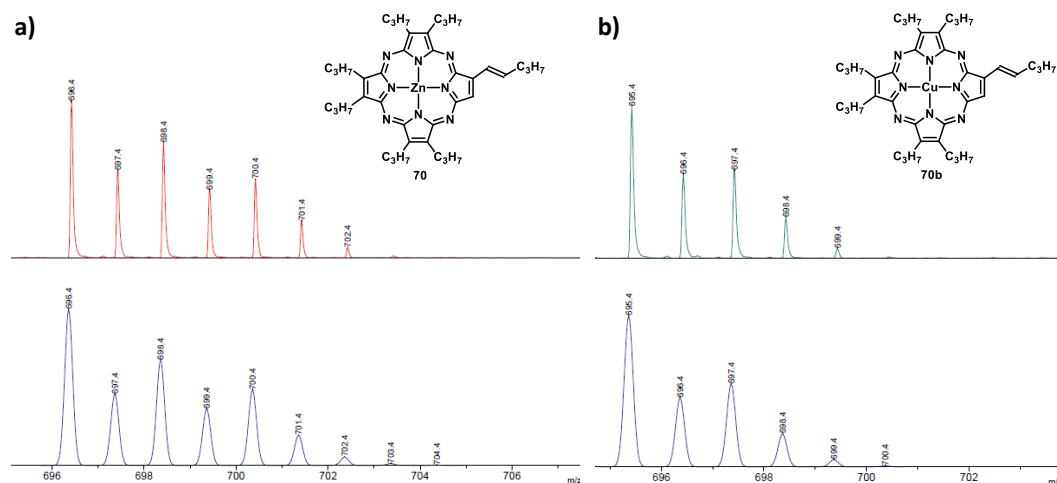 a)
C₃H₇ C₃H₇
C₃H₇ N N C₃H₇
N
N Zn N
N
C₃H₇ N N
C₃H₇ C₃H₇
70
696.4
697.4
698.4
699.4
700.4
701.4
702.4
696.4
697.4
698.4
699.4
700.4
701.4
702.4
703.4
704.4
696 698 700 702 704 706 m/z
b)
C₃H₇ C₃H₇
C₃H₇ N N C₃H₇
N
N Cu N
N
C₃H₇ N N
C₃H₇ C₃H₇
70b
695.4
696.4
697.4
698.4
699.4
695.4
696.4
697.4
698.4
699.4
700.4
696 698 700 702 m/z